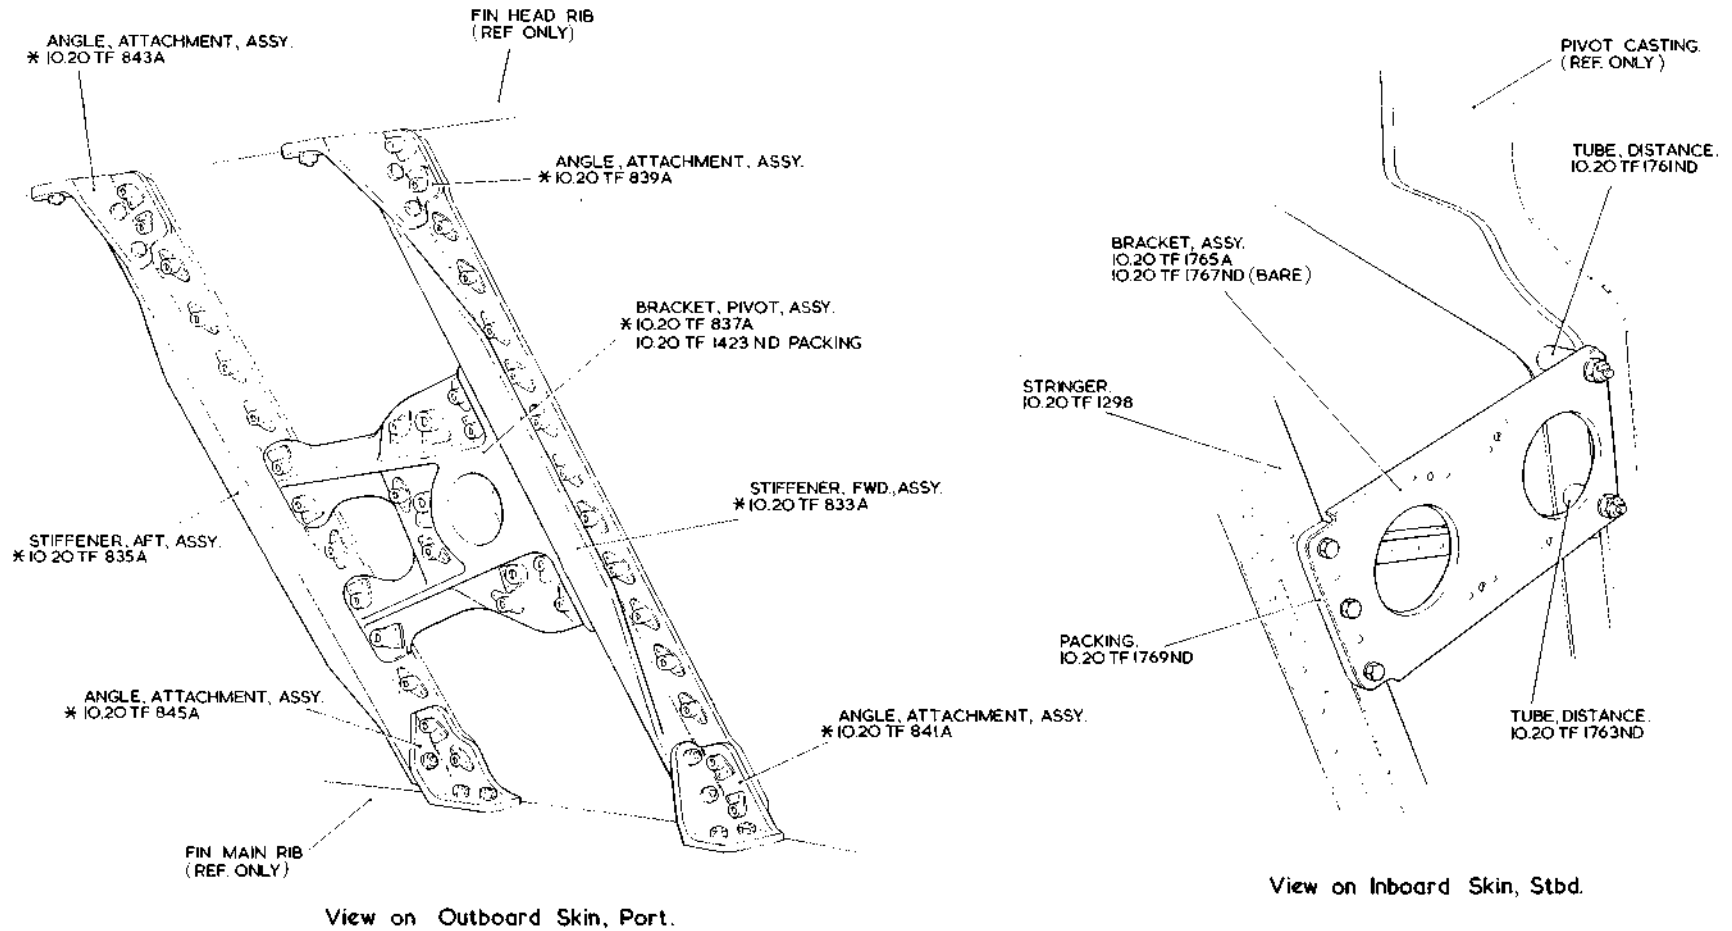 FIN HEAD RIB
(REF ONLY)
ANGLE, ATTACHMENT, ASSY.
* 10.20 TF 843A
ANGLE, ATTACHMENT, ASSY.
* 10.20 TF 839A
BRACKET, PIVOT, ASSY.
* 10.20 TF 837A
10.20 TF 1423 ND PACKING
STIFFENER, FWD., ASSY.
* 10.20 TF 833A
STIFFENER, AFT, ASSY.
* 10.20 TF 835A
ANGLE, ATTACHMENT, ASSY.
* 10.20 TF 845A
ANGLE, ATTACHMENT, ASSY.
* 10.20 TF 841A
FIN MAIN RIB
(REF. ONLY)
View on Outboard Skin, Port.
PIVOT CASTING.
(REF. ONLY)
TUBE, DISTANCE.
10.20 TF 1761ND
BRACKET, ASSY.
10.20 TF 1765A
10.20 TF 1767ND (BARE)
STRINGER.
10.20 TF 1298
PACKING.
10.20 TF 1769ND
TUBE, DISTANCE.
10.20 TF 1763ND
View on Inboard Skin, Stbd.